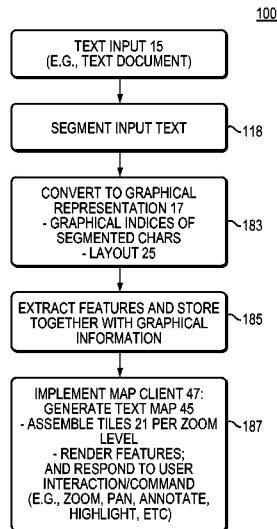 100
TEXT INPUT 15
(E.G., TEXT DOCUMENT)
SEGMENT INPUT TEXT
118
CONVERT TO GRAPHICAL
REPRESENTATION 17
- GRAPHICAL INDICES OF
SEGMENTED CHARS
- LAYOUT 25
183
EXTRACT FEATURES AND STORE
TOGETHER WITH GRAPHICAL
INFORMATION
185
IMPLEMENT MAP CLIENT 47:
GENERATE TEXT MAP 45
- ASSEMBLE TILES 21 PER ZOOM
LEVEL
- RENDER FEATURES;
AND RESPOND TO USER
INTERACTION/COMMAND
(E.G., ZOOM, PAN, ANNOTATE,
HIGHLIGHT, ETC)
187